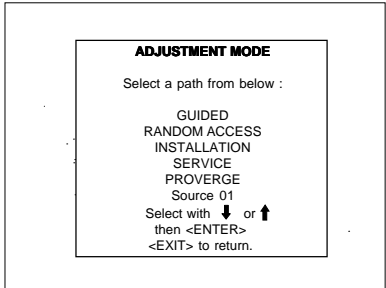 ADJUSTMENT MODE
Select a path from below :
GUIDED
RANDOM ACCESS
INSTALLATION
SERVICE
PROVERGE
Source 01
Select with ⬇ or ⬆
then <ENTER>
<EXIT> to return.